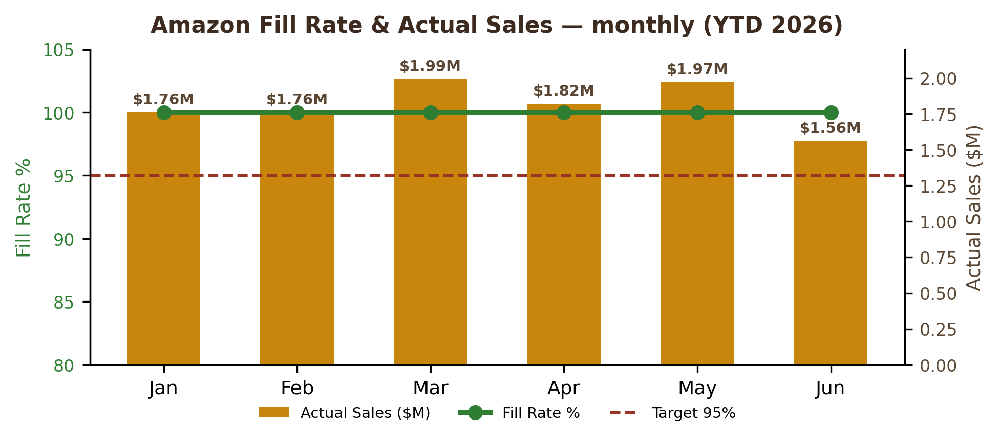 Amazon Fill Rate & Actual Sales — monthly (YTD 2026)
105
100
95
90
85
80
Fill Rate %
$1.76M
$1.76M
$1.99M
$1.82M
$1.97M
$1.56M
2.00
1.75
1.50
1.25
1.00
0.75
0.50
0.25
0.00
Actual Sales ($M)
Jan Feb Mar Apr May Jun
Actual Sales ($M) Fill Rate % Target 95%